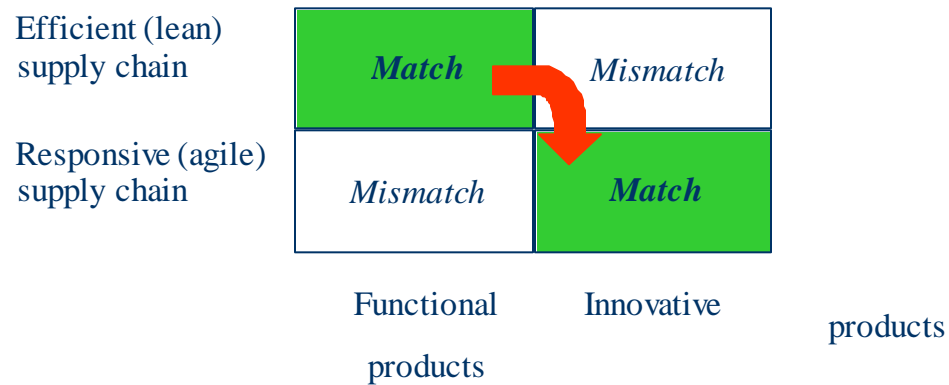 Efficient (lean)
supply chain
Match
Mismatch
Responsive (agile)
supply chain
Mismatch
Match
Functional
products
Innovative
products